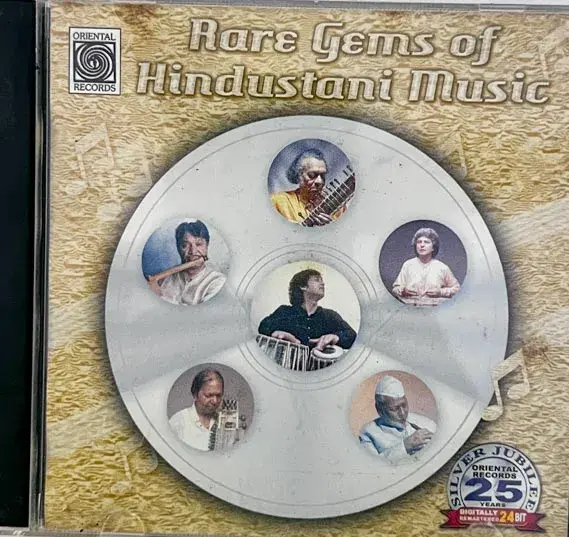 ORIENTAL
RECORDS
Rare Gems of
Hindustani Music
SILVER JUBILEE
ORIENTAL
RECORDS
25
YEARS
DIGITALLY
REMASTERED 24 BIT